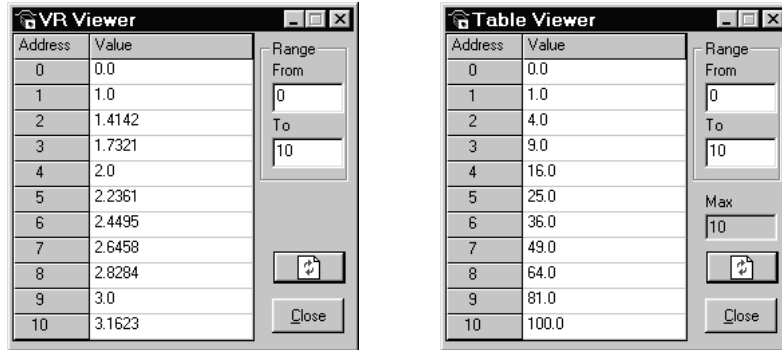 VR Viewer
Address Value
0 0.0
1 1.0
2 1.4142
3 1.7321
4 2.0
5 2.2361
6 2.4495
7 2.6458
8 2.8284
9 3.0
10 3.1623
Range
From
0
To
10
Close
Table Viewer
Address Value
0 0.0
1 1.0
2 4.0
3 9.0
4 16.0
5 25.0
6 36.0
7 49.0
8 64.0
9 81.0
10 100.0
Range
From
0
To
10
Max
10
Close